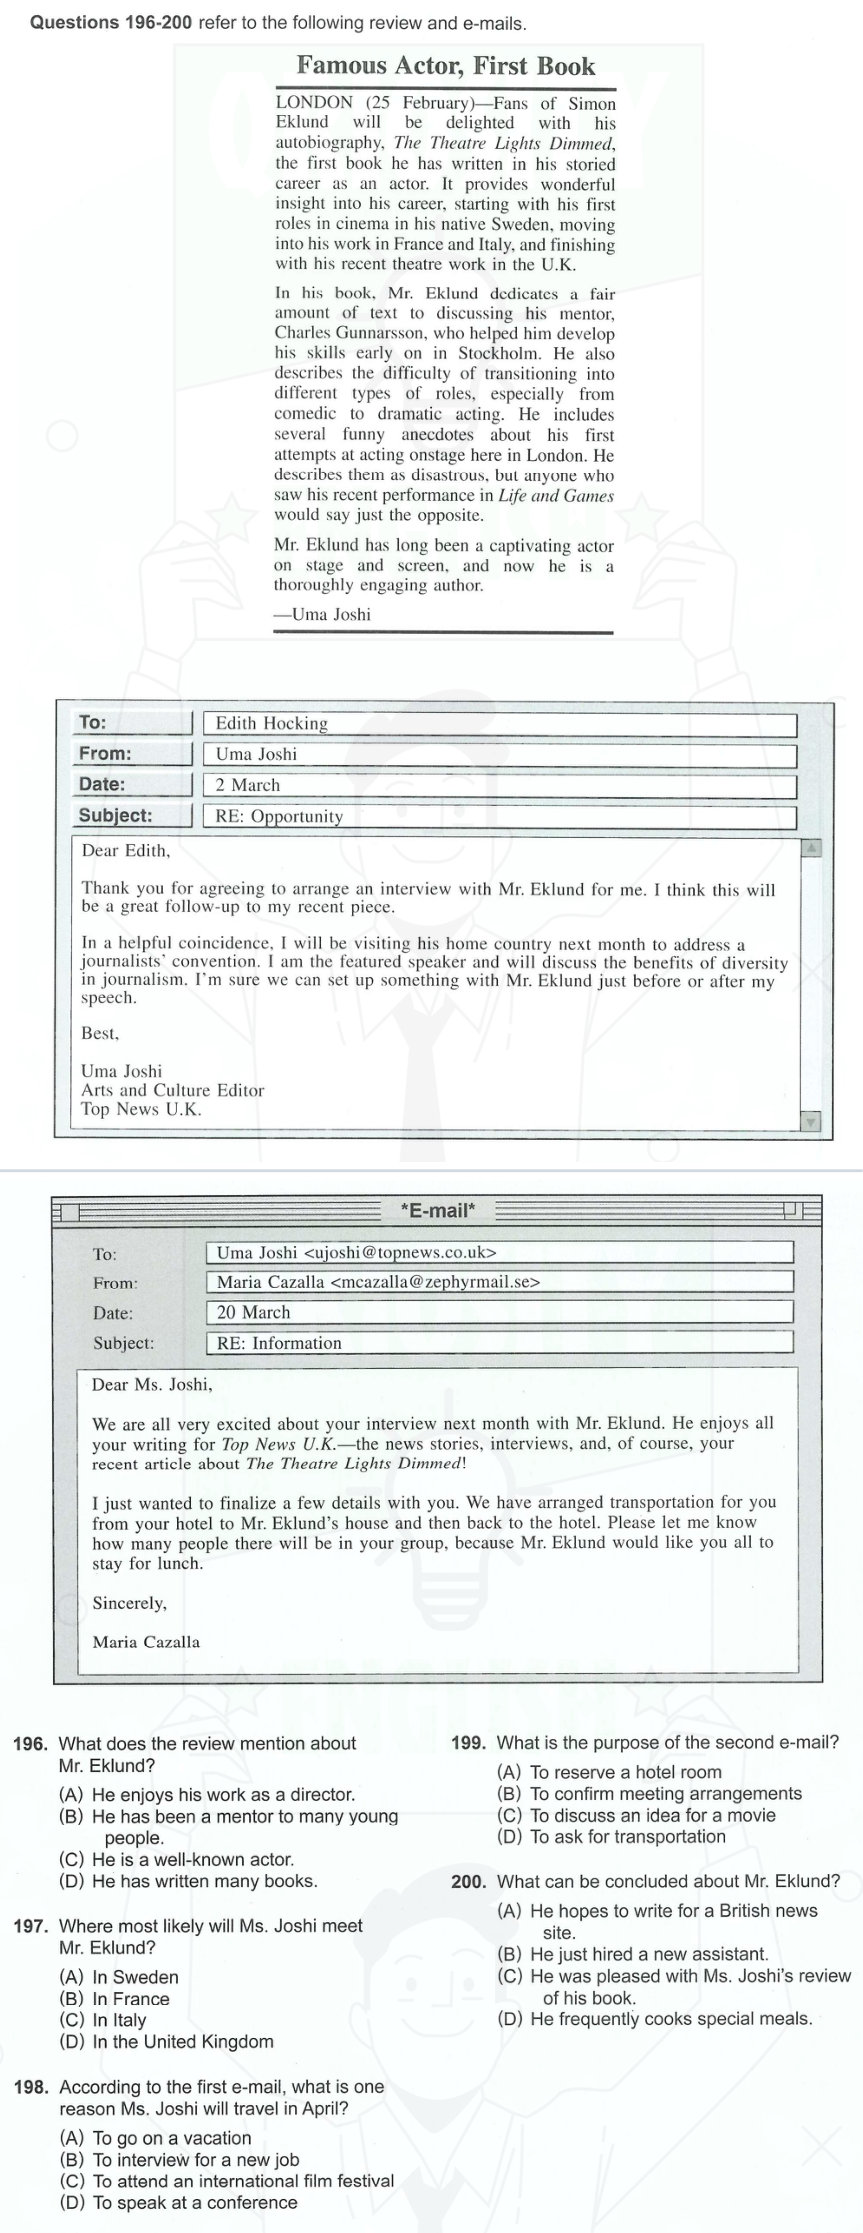 Questions 196-200 refer to the following review and e-mails.
Famous Actor, First Book
LONDON (25 February)—Fans of Simon
Eklund will be delighted with his
autobiography, The Theatre Lights Dimmed,
the first book he has written in his storied
career as an actor. It provides wonderful
insight into his career, starting with his first
roles in cinema in his native Sweden, moving
into his work in France and Italy, and finishing
with his recent theatre work in the U.K.
In his book, Mr. Eklund dedicates a fair
amount of text to discussing his mentor,
Charles Gunnarsson, who helped him develop
his skills early on in Stockholm. He also
describes the difficulty of transitioning into
different types of roles, especially from
comedic to dramatic acting. He includes
several funny anecdotes about his first
attempts at acting onstage here in London. He
describes them as disastrous, but anyone who
saw his recent performance in Life and Games
would say just the opposite.
Mr. Eklund has long been a captivating actor
on stage and screen, and now he is a
thoroughly engaging author.
—Uma Joshi
To: Edith Hocking
From: Uma Joshi
Date: 2 March
Subject: RE: Opportunity
Dear Edith,
Thank you for agreeing to arrange an interview with Mr. Eklund for me. I think this will
be a great follow-up to my recent piece.
In a helpful coincidence, I will be visiting his home country next month to address a
journalists' convention. I am the featured speaker and will discuss the benefits of diversity
in journalism. I'm sure we can set up something with Mr. Eklund just before or after my
speech.
Best,
Uma Joshi
Arts and Culture Editor
Top News U.K.
*E-mail*
To: Uma Joshi <ujoshi@topnews.co.uk>
From: Maria Cazalla <mcazalla@zephyrmail.se>
Date: 20 March
Subject: RE: Information
Dear Ms. Joshi,
We are all very excited about your interview next month with Mr. Eklund. He enjoys all
your writing for Top News U.K.—the news stories, interviews, and, of course, your
recent article about The Theatre Lights Dimmed!
I just wanted to finalize a few details with you. We have arranged transportation for you
from your hotel to Mr. Eklund's house and then back to the hotel. Please let me know
how many people there will be in your group, because Mr. Eklund would like you all to
stay for lunch.
Sincerely,
Maria Cazalla
196. What does the review mention about
Mr. Eklund?
(A) He enjoys his work as a director.
(B) He has been a mentor to many young
people.
(C) He is a well-known actor.
(D) He has written many books.
197. Where most likely will Ms. Joshi meet
Mr. Eklund?
(A) In Sweden
(B) In France
(C) In Italy
(D) In the United Kingdom
198. According to the first e-mail, what is one
reason Ms. Joshi will travel in April?
(A) To go on a vacation
(B) To interview for a new job
(C) To attend an international film festival
(D) To speak at a conference
199. What is the purpose of the second e-mail?
(A) To reserve a hotel room
(B) To confirm meeting arrangements
(C) To discuss an idea for a movie
(D) To ask for transportation
200. What can be concluded about Mr. Eklund?
(A) He hopes to write for a British news
site.
(B) He just hired a new assistant.
(C) He was pleased with Ms. Joshi's review
of his book.
(D) He frequently cooks special meals.